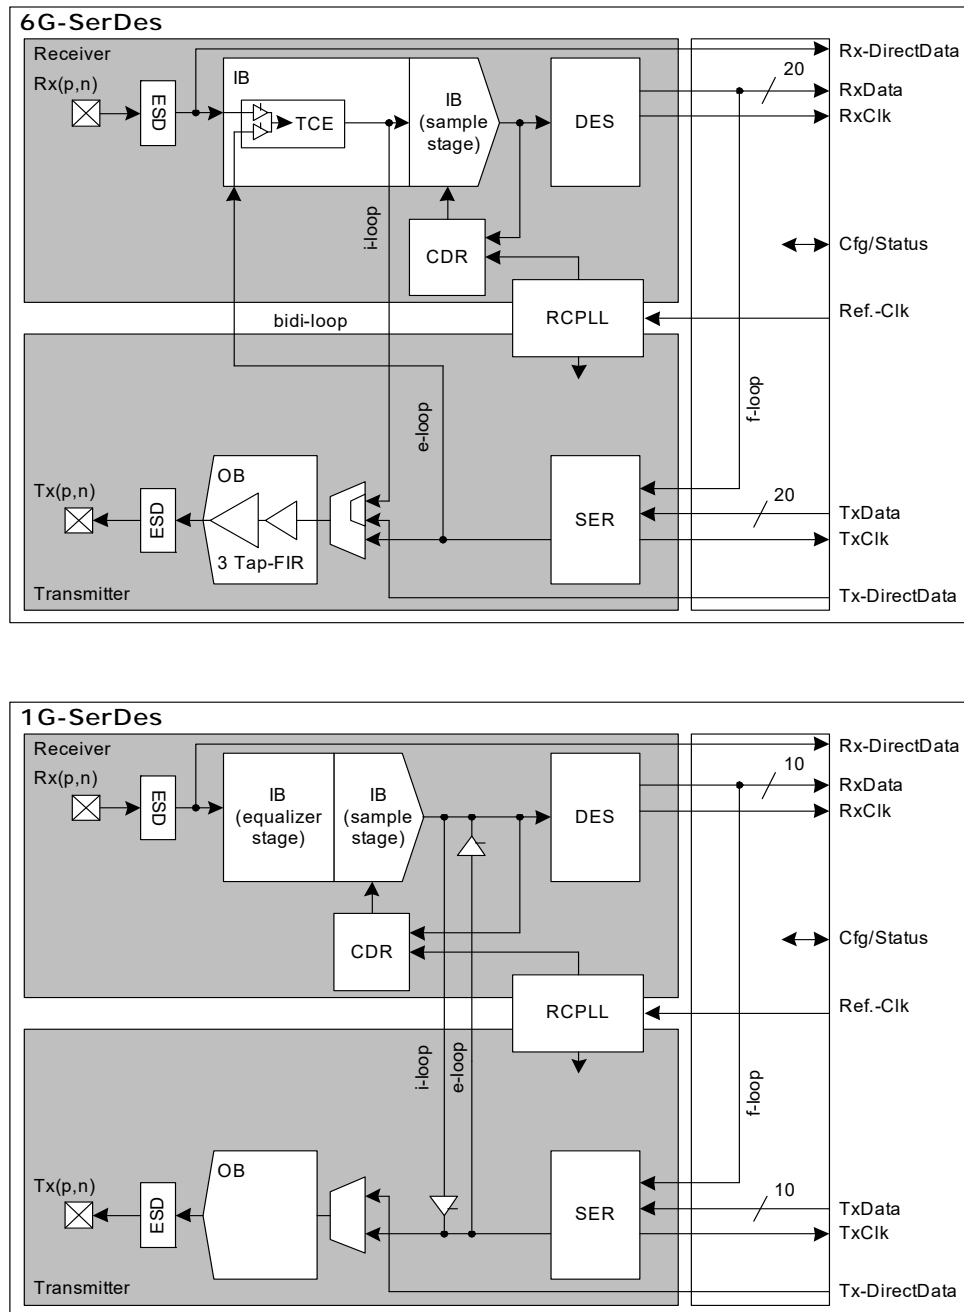 6G-SerDes
Receiver
Rx(p,n)
ESD
IB
TCE
IB
(sample
stage)
DES
20
Rx-DirectData
RxData
RxClk
i-loop
CDR
Cfg/Status
RCPLL
Ref.-Clk
bidi-loop
e-loop
f-loop
Tx(p,n)
ESD
OB
3 Tap-FIR
SER
20
TxData
TxClk
Transmitter
Tx-DirectData
1G-SerDes
Receiver
Rx(p,n)
ESD
IB
(equalizer
stage)
IB
(sample
stage)
DES
10
Rx-DirectData
RxData
RxClk
CDR
Cfg/Status
RCPLL
Ref.-Clk
i-loop
e-loop
f-loop
Tx(p,n)
ESD
OB
SER
10
TxData
TxClk
Transmitter
Tx-DirectData